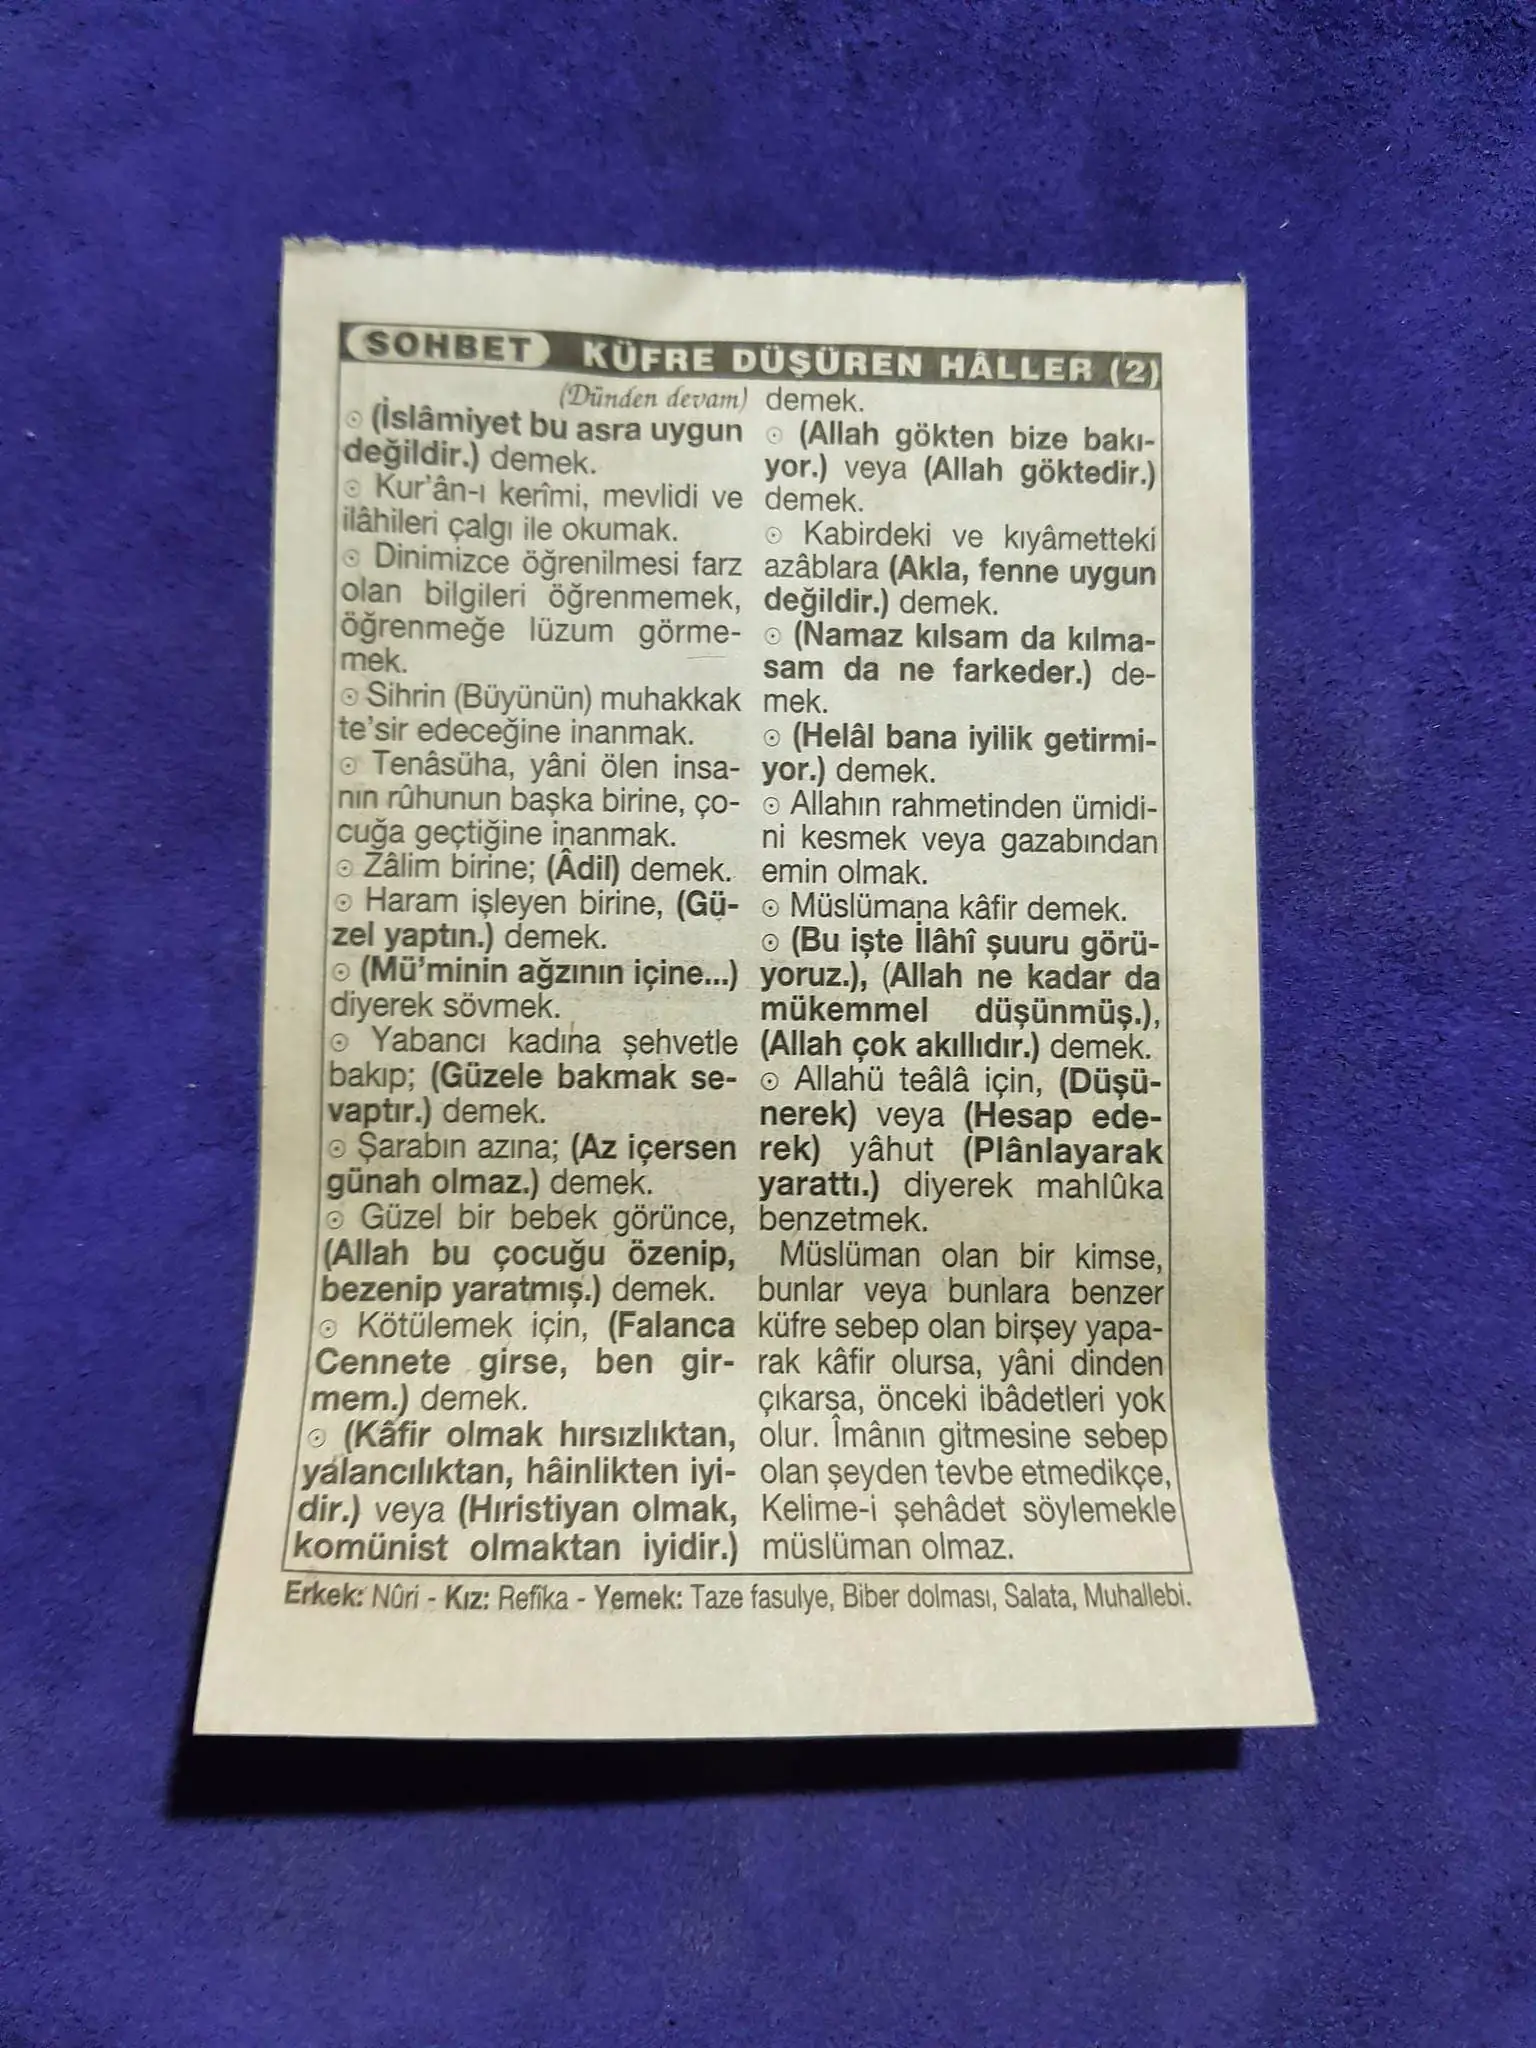 SOHBET KÜFRE DÜŞÜREN HÂLLER (2)
(Dünden devam)
⊙ (İslâmiyet bu asra uygun
değildir.) demek.
⊙ Kur'ân-ı kerîmi, mevlidi ve
ilâhileri çalgı ile okumak.
⊙ Dinimizce öğrenilmesi farz
olan bilgileri öğrenmemek,
öğrenmeğe lüzum görme-
mek.
⊙ Sihrin (Büyünün) muhakkak
te'sir edeceğine inanmak.
⊙ Tenâsüha, yâni ölen insa-
nın rûhunun başka birine, ço-
cuğa geçtiğine inanmak.
⊙ Zâlim birine; (Âdil) demek.
⊙ Haram işleyen birine, (Gü-
zel yaptın.) demek.
⊙ (Mü'minin ağzının içine...)
diyerek sövmek.
⊙ Yabancı kadına şehvetle
bakıp; (Güzele bakmak se-
vaptır.) demek.
⊙ Şarabın azına; (Az içersen
günah olmaz.) demek.
⊙ Güzel bir bebek görünce,
(Allah bu çocuğu özenip,
bezenip yaratmış.) demek.
⊙ Kötülemek için, (Falanca
Cennete girse, ben gir-
mem.) demek.
⊙ (Kâfir olmak hırsızlıktan,
yalancılıktan, hâinlikten iyi-
dir.) veya (Hıristiyan olmak,
komünist olmaktan iyidir.)
demek.
⊙ (Allah gökten bize bakı-
yor.) veya (Allah göktedir.)
demek.
⊙ Kabirdeki ve kıyâmetteki
azâblara (Akla, fenne uygun
değildir.) demek.
⊙ (Namaz kılsam da kılma-
sam da ne farkeder.) de-
mek.
⊙ (Helâl bana iyilik getirmi-
yor.) demek.
⊙ Allahın rahmetinden ümidi-
ni kesmek veya gazabından
emin olmak.
⊙ Müslümana kâfir demek.
⊙ (Bu işte İlâhî şuuru görü-
yoruz.), (Allah ne kadar da
mükemmel düşünmüş.),
(Allah çok akıllıdır.) demek.
⊙ Allahü teâlâ için, (Düşü-
nerek) veya (Hesap ede-
rek) yâhut (Plânlayarak
yarattı.) diyerek mahlûka
benzetmek.
Müslüman olan bir kimse,
bunlar veya bunlara benzer
küfre sebep olan birşey yapa-
rak kâfir olursa, yâni dinden
çıkarsa, önceki ibâdetleri yok
olur. Îmânın gitmesine sebep
olan şeyden tevbe etmedikçe,
Kelime-i şehâdet söylemekle
müslüman olmaz.
Erkek: Nûri - Kız: Refîka - Yemek: Taze fasulye, Biber dolması, Salata, Muhallebi.